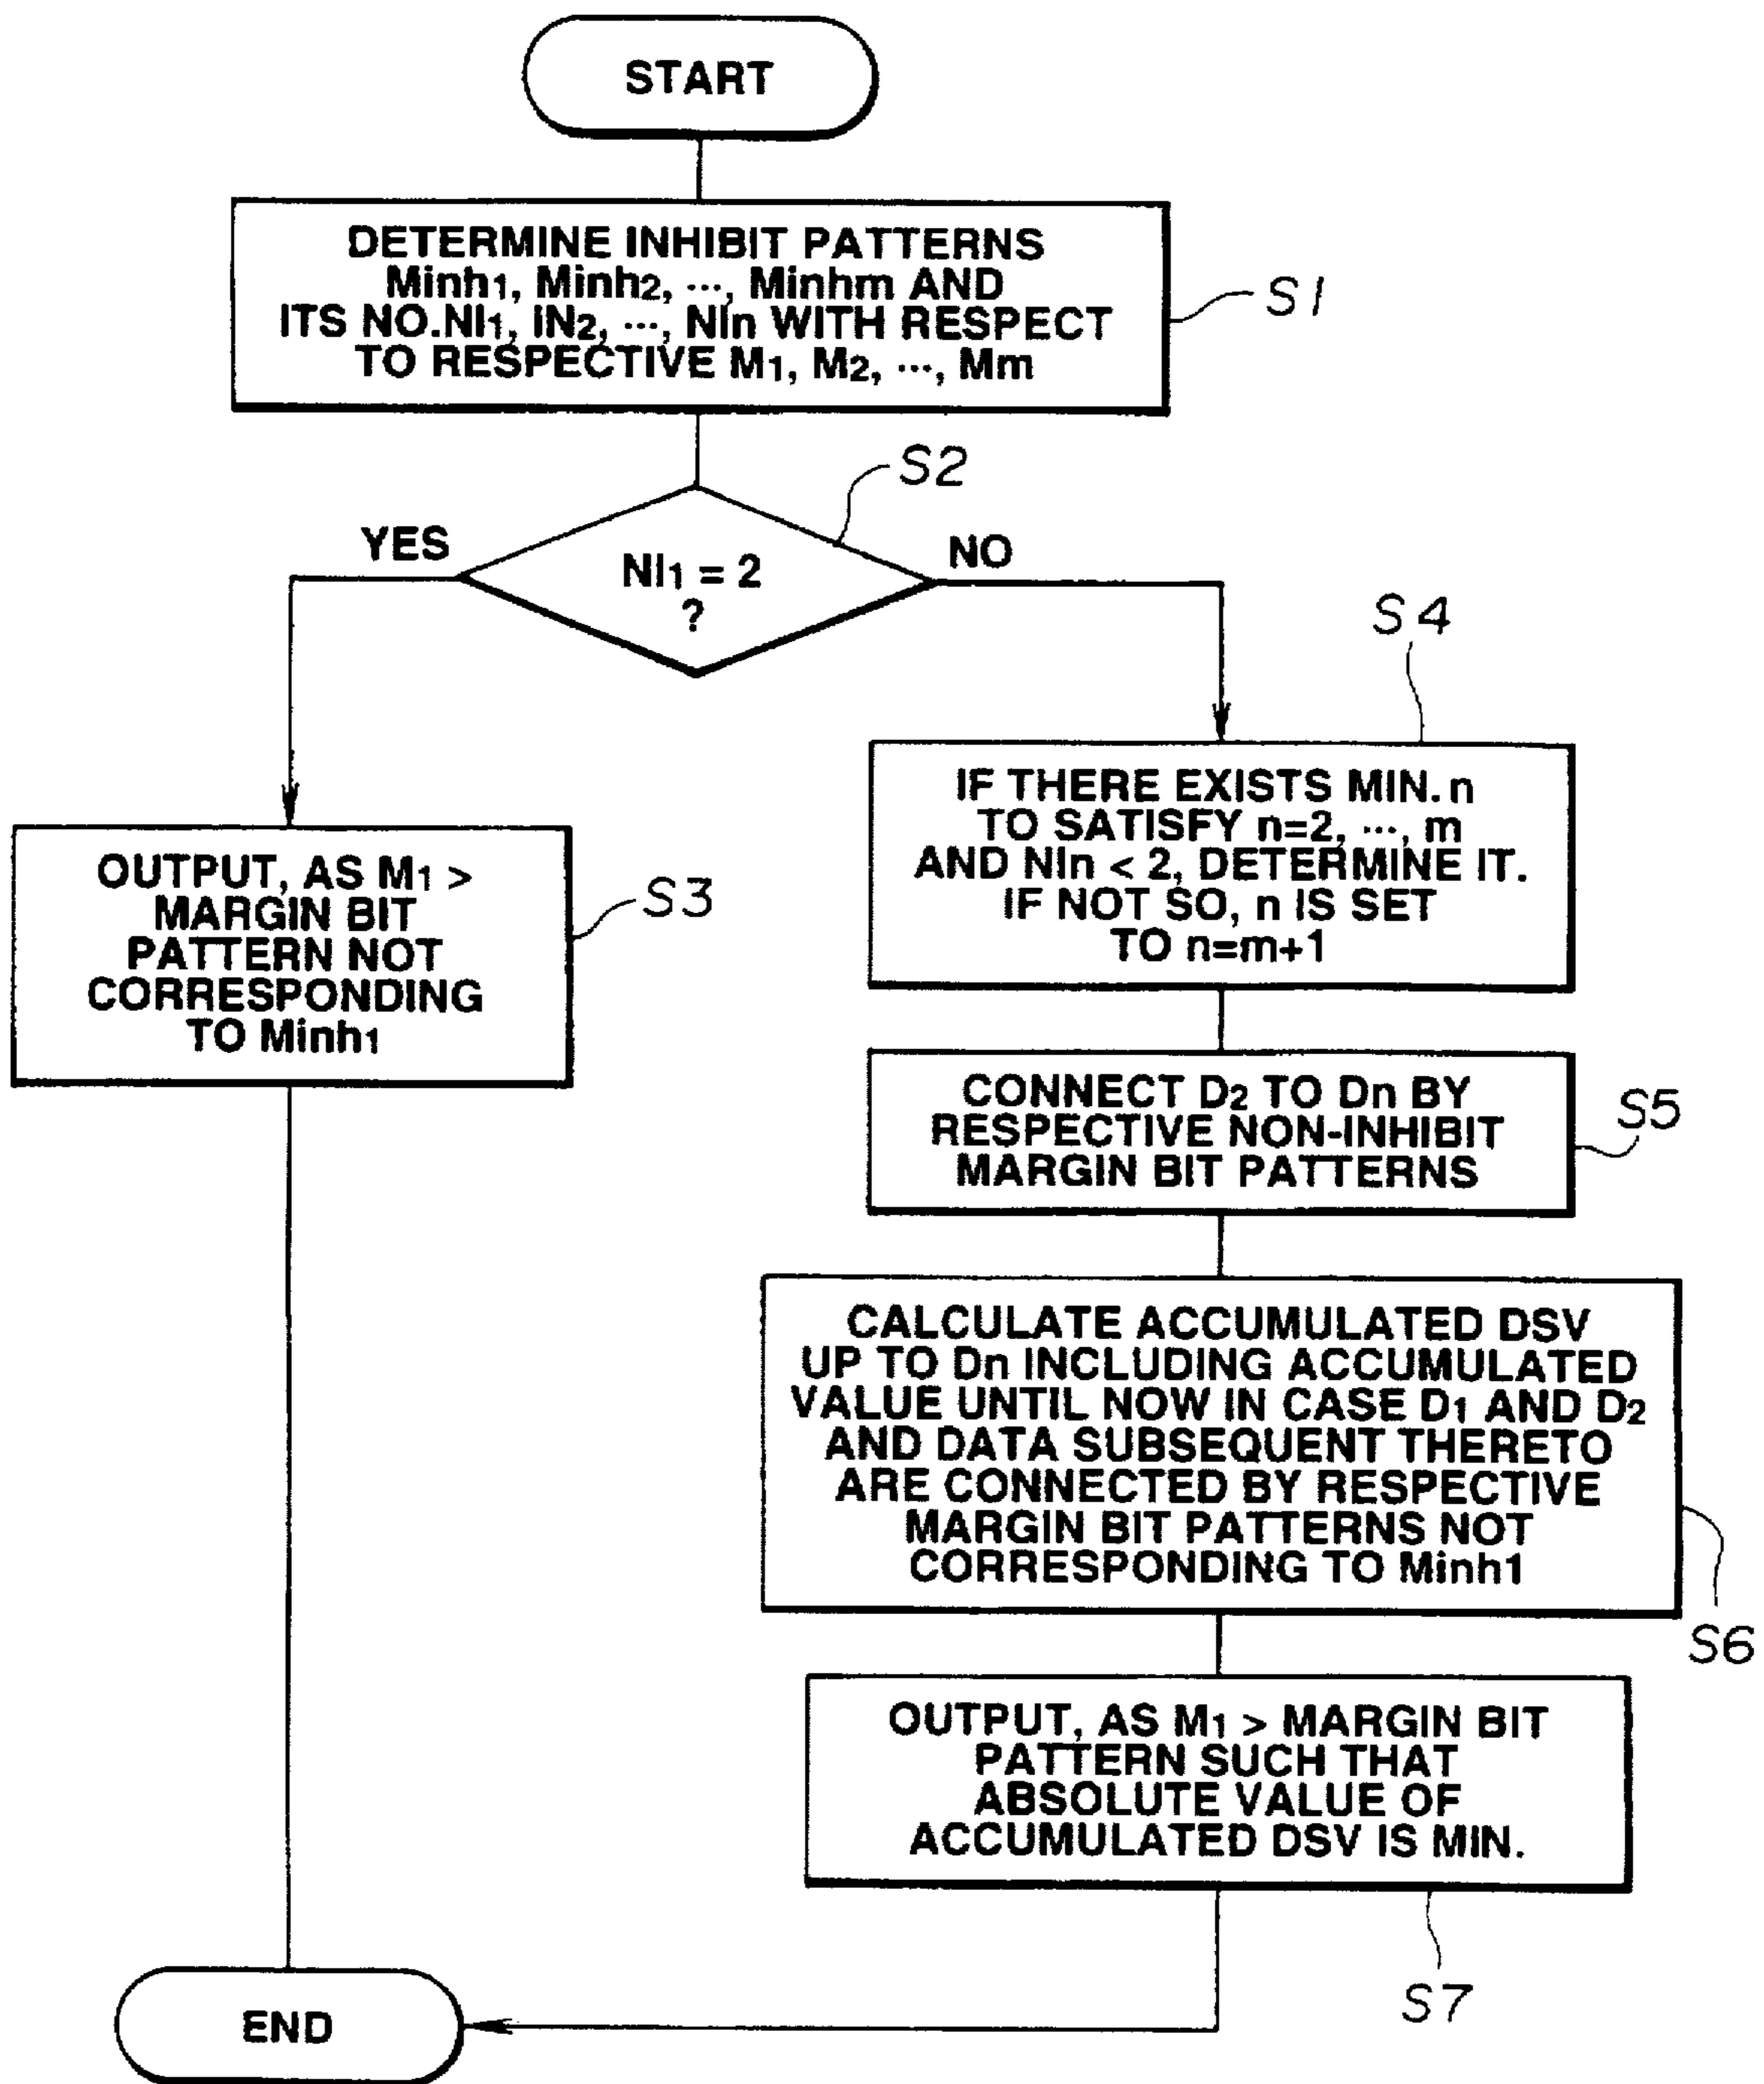 START
DETERMINE INHIBIT PATTERNS
Minh1, Minh2, ···, Minhm AND
ITS NO.NI1, IN2, ···, NIn WITH RESPECT
TO RESPECTIVE M1, M2, ···, Mm
S1
S2
YES
NO
NI1 = 2
?
S4
IF THERE EXISTS MIN. n
TO SATISFY n=2, ···, m
AND NIn < 2, DETERMINE IT.
IF NOT SO, n IS SET
TO n=m+1
OUTPUT, AS M1 >
MARGIN BIT
PATTERN NOT
CORRESPONDING
TO Minh1
S3
CONNECT D2 TO Dn BY
RESPECTIVE NON-INHIBIT
MARGIN BIT PATTERNS
S5
CALCULATE ACCUMULATED DSV
UP TO Dn INCLUDING ACCUMULATED
VALUE UNTIL NOW IN CASE D1 AND D2
AND DATA SUBSEQUENT THERETO
ARE CONNECTED BY RESPECTIVE
MARGIN BIT PATTERNS NOT
CORRESPONDING TO Minh1
S6
OUTPUT, AS M1 > MARGIN BIT
PATTERN SUCH THAT
ABSOLUTE VALUE OF
ACCUMULATED DSV IS MIN.
S7
END